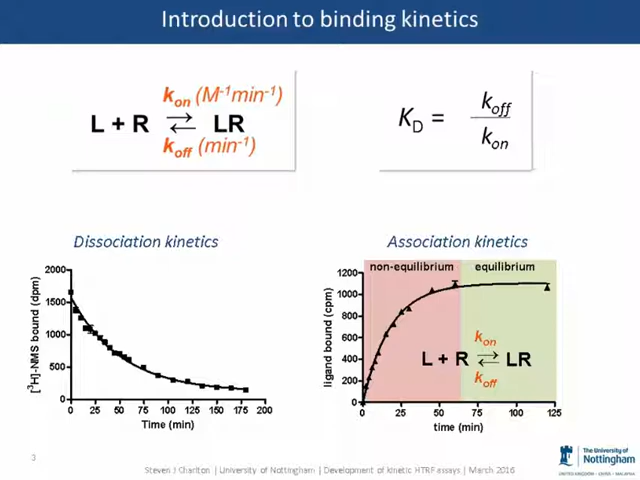 Introduction to binding kinetics
kon (M-1min-1)
L + R ⇄ LR
koff (min-1)
KD = koff / kon
Dissociation kinetics
[3H]-NMS bound (dpm)
2000
1500
1000
500
0
0 25 50 75 100 125 150 175 200
Time (min)
Association kinetics
non-equilibrium equilibrium
ligand bound (cpm)
1200
1000
800
600
400
200
0
kon
L + R ⇄ LR
koff
0 25 50 75 100 125
time (min)
3
Steven J Charlton | University of Nottingham | Development of kinetic HTRF assays | March 2016
The University of
Nottingham
UNITED KINGDOM · CHINA · MALAYSIA